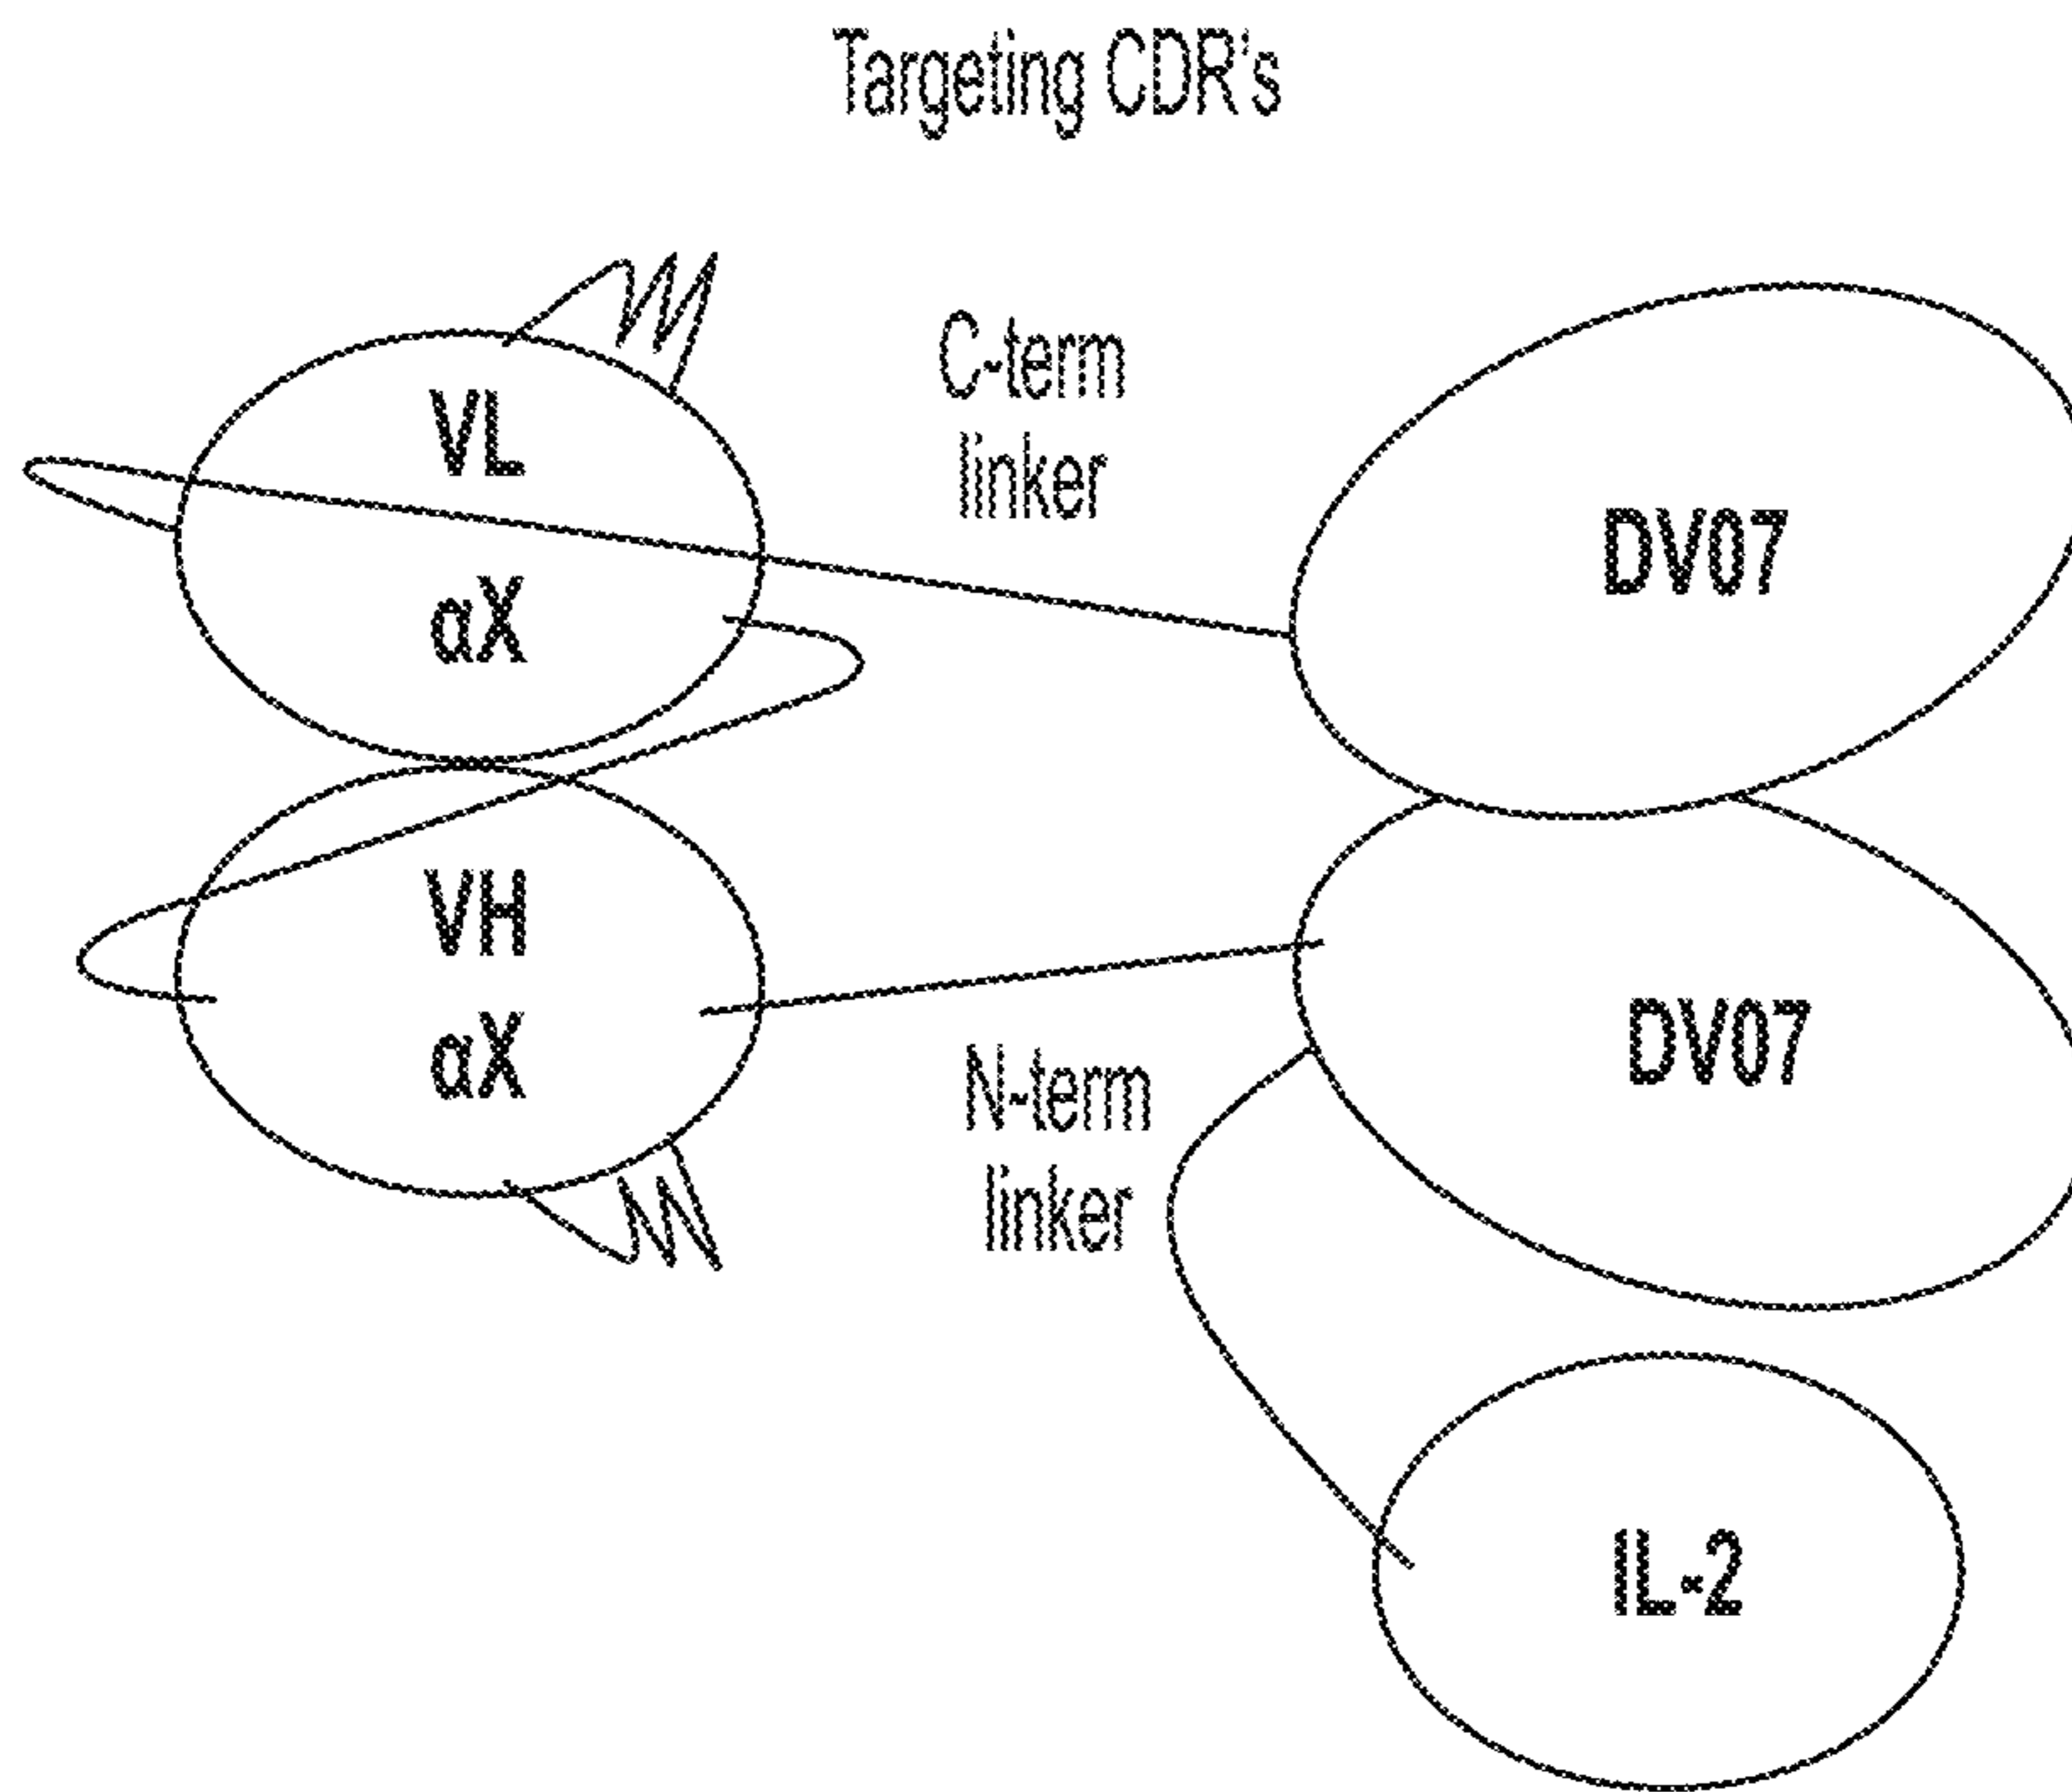 Targeting CDR's
C-term
linker
VL
αX
DV07
VH
αX
DV07
N-term
linker
IL-2